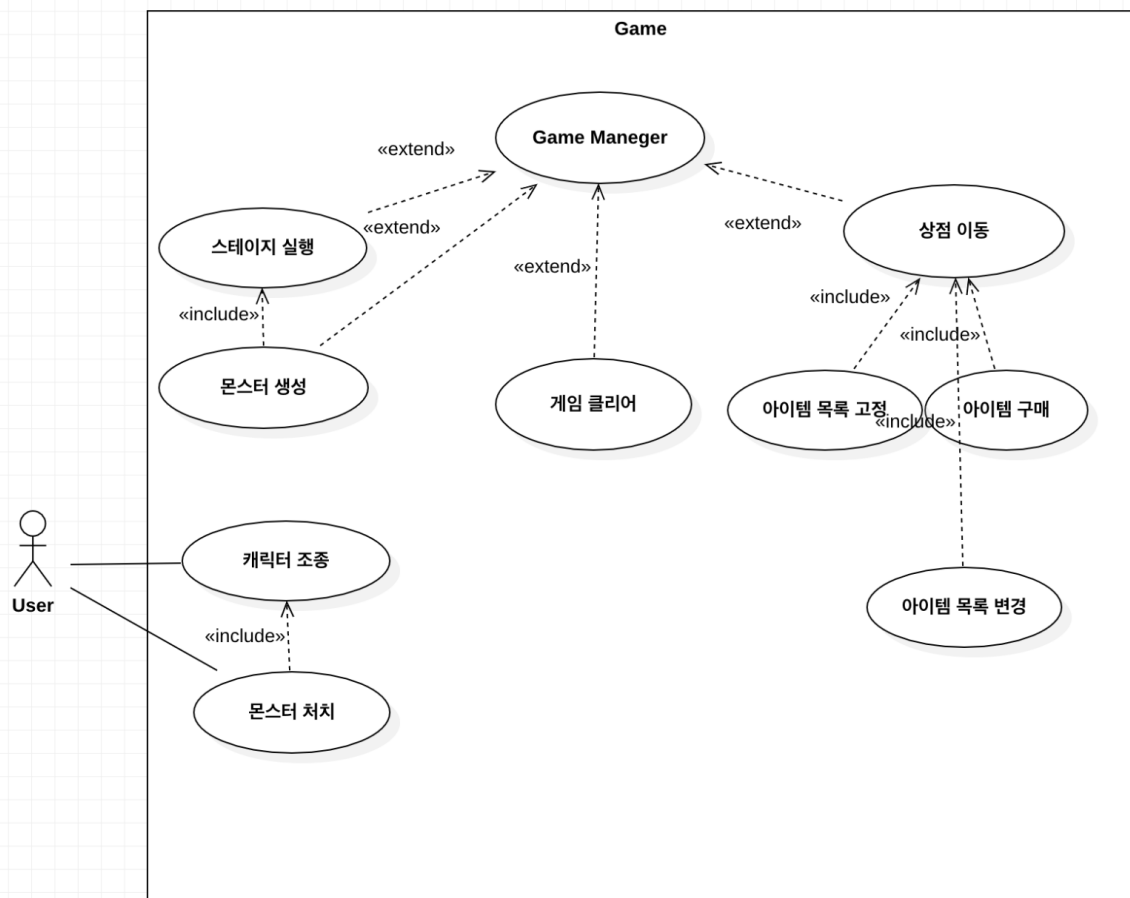 Game
Game Maneger
«extend»
«extend»
«extend»
«extend»
스테이지 실행
상점 이동
«include»
«include»
«include»
몬스터 생성
게임 클리어
아이템 목록 고정
«include»
아이템 구매
캐릭터 조종
User
아이템 목록 변경
«include»
몬스터 처치